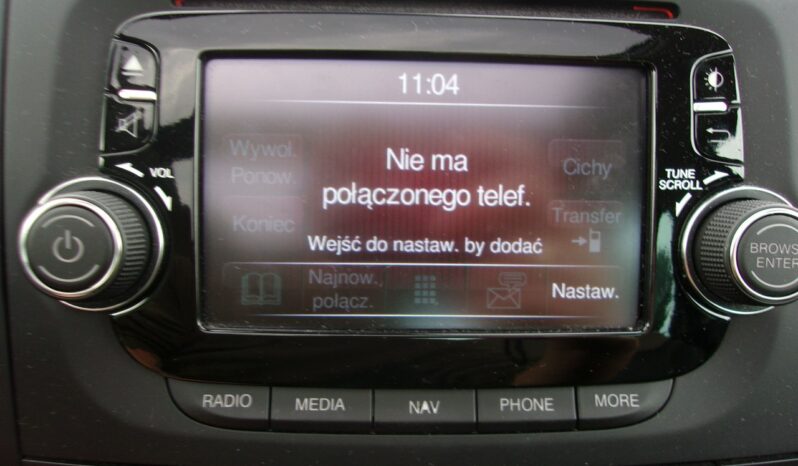 11:04
Wywoł.
Ponow.
Nie ma
połączonego telef.
Cichy
Koniec
Transfer
Wejść do nastaw. by dodać
Najnow.
połącz.
Nastaw.
VOL
TUNE
SCROLL
BROWSE
ENTER
RADIO
MEDIA
NAV
PHONE
MORE